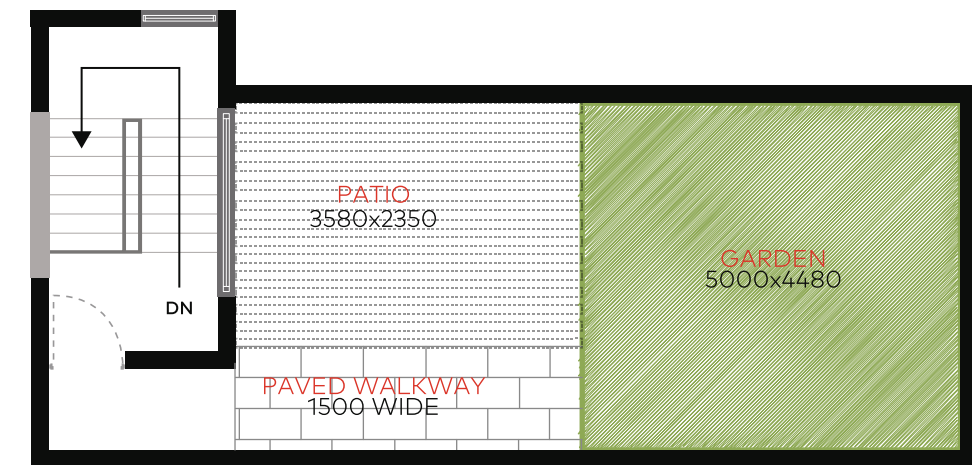 PATIO
3580x2350
GARDEN
5000x4480
DN
PAVED WALKWAY
1500 WIDE